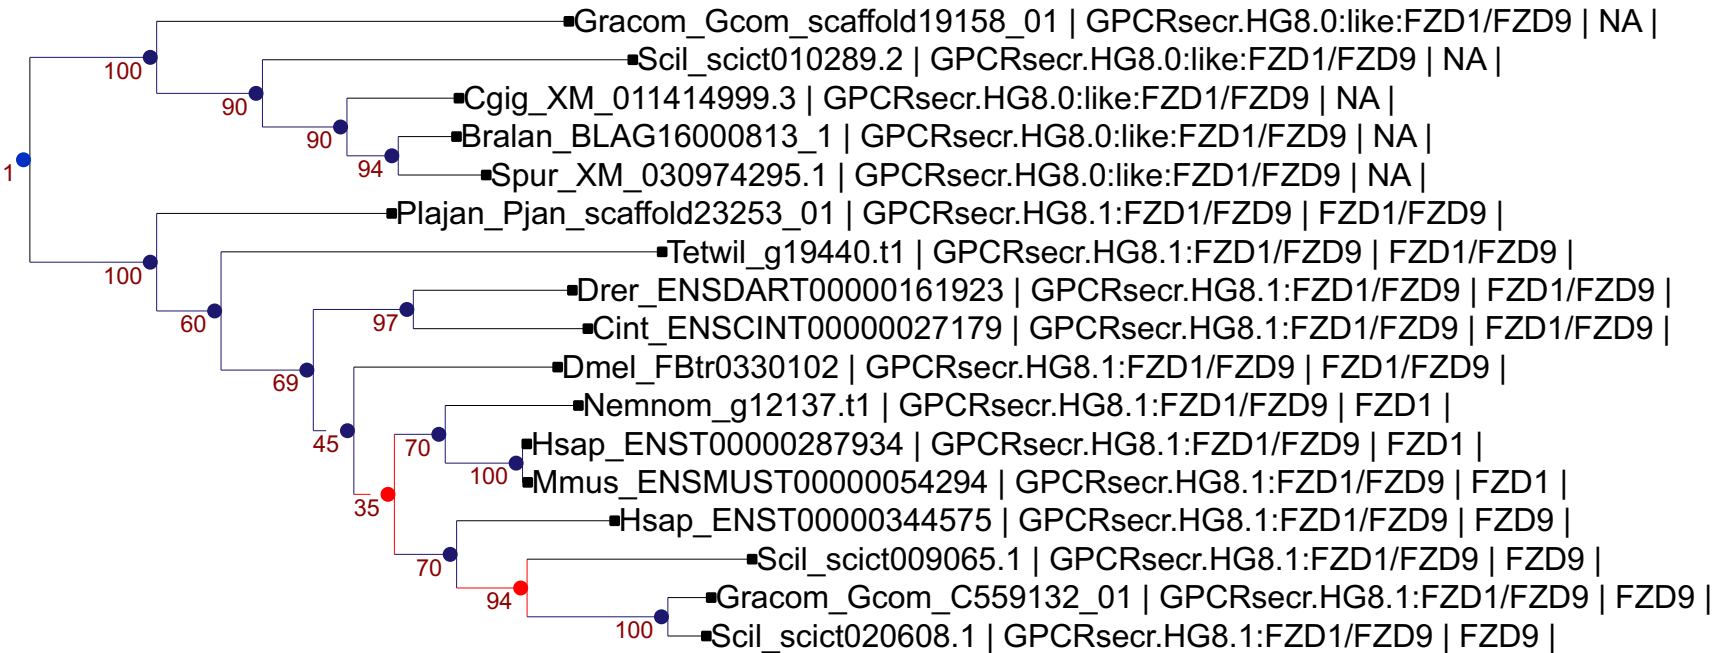 Gracom_Gcom_scaffold19158_01 | GPCRsecr.HG8.0:like:FZD1/FZD9 | NA |
Scil_scict010289.2 | GPCRsecr.HG8.0:like:FZD1/FZD9 | NA |
100
Cgig_XM_011414999.3 | GPCRsecr.HG8.0:like:FZD1/FZD9 | NA |
90
Bralan_BLAG16000813_1 | GPCRsecr.HG8.0:like:FZD1/FZD9 | NA |
90
1
94
Spur_XM_030974295.1 | GPCRsecr.HG8.0:like:FZD1/FZD9 | NA |
Plajan_Pjan_scaffold23253_01 | GPCRsecr.HG8.1:FZD1/FZD9 | FZD1/FZD9 |
Tetwil_g19440.t1 | GPCRsecr.HG8.1:FZD1/FZD9 | FZD1/FZD9 |
100
Drer_ENSDART00000161923 | GPCRsecr.HG8.1:FZD1/FZD9 | FZD1/FZD9 |
60
97
Cint_ENSCINT00000027179 | GPCRsecr.HG8.1:FZD1/FZD9 | FZD1/FZD9 |
Dmel_FBtr0330102 | GPCRsecr.HG8.1:FZD1/FZD9 | FZD1/FZD9 |
69
Nemnom_g12137.t1 | GPCRsecr.HG8.1:FZD1/FZD9 | FZD1 |
45
70
Hsap_ENST00000287934 | GPCRsecr.HG8.1:FZD1/FZD9 | FZD1 |
100
Mmus_ENSMUST00000054294 | GPCRsecr.HG8.1:FZD1/FZD9 | FZD1 |
35
Hsap_ENST00000344575 | GPCRsecr.HG8.1:FZD1/FZD9 | FZD9 |
Scil_scict009065.1 | GPCRsecr.HG8.1:FZD1/FZD9 | FZD9 |
70
94
Gracom_Gcom_C559132_01 | GPCRsecr.HG8.1:FZD1/FZD9 | FZD9 |
100
Scil_scict020608.1 | GPCRsecr.HG8.1:FZD1/FZD9 | FZD9 |